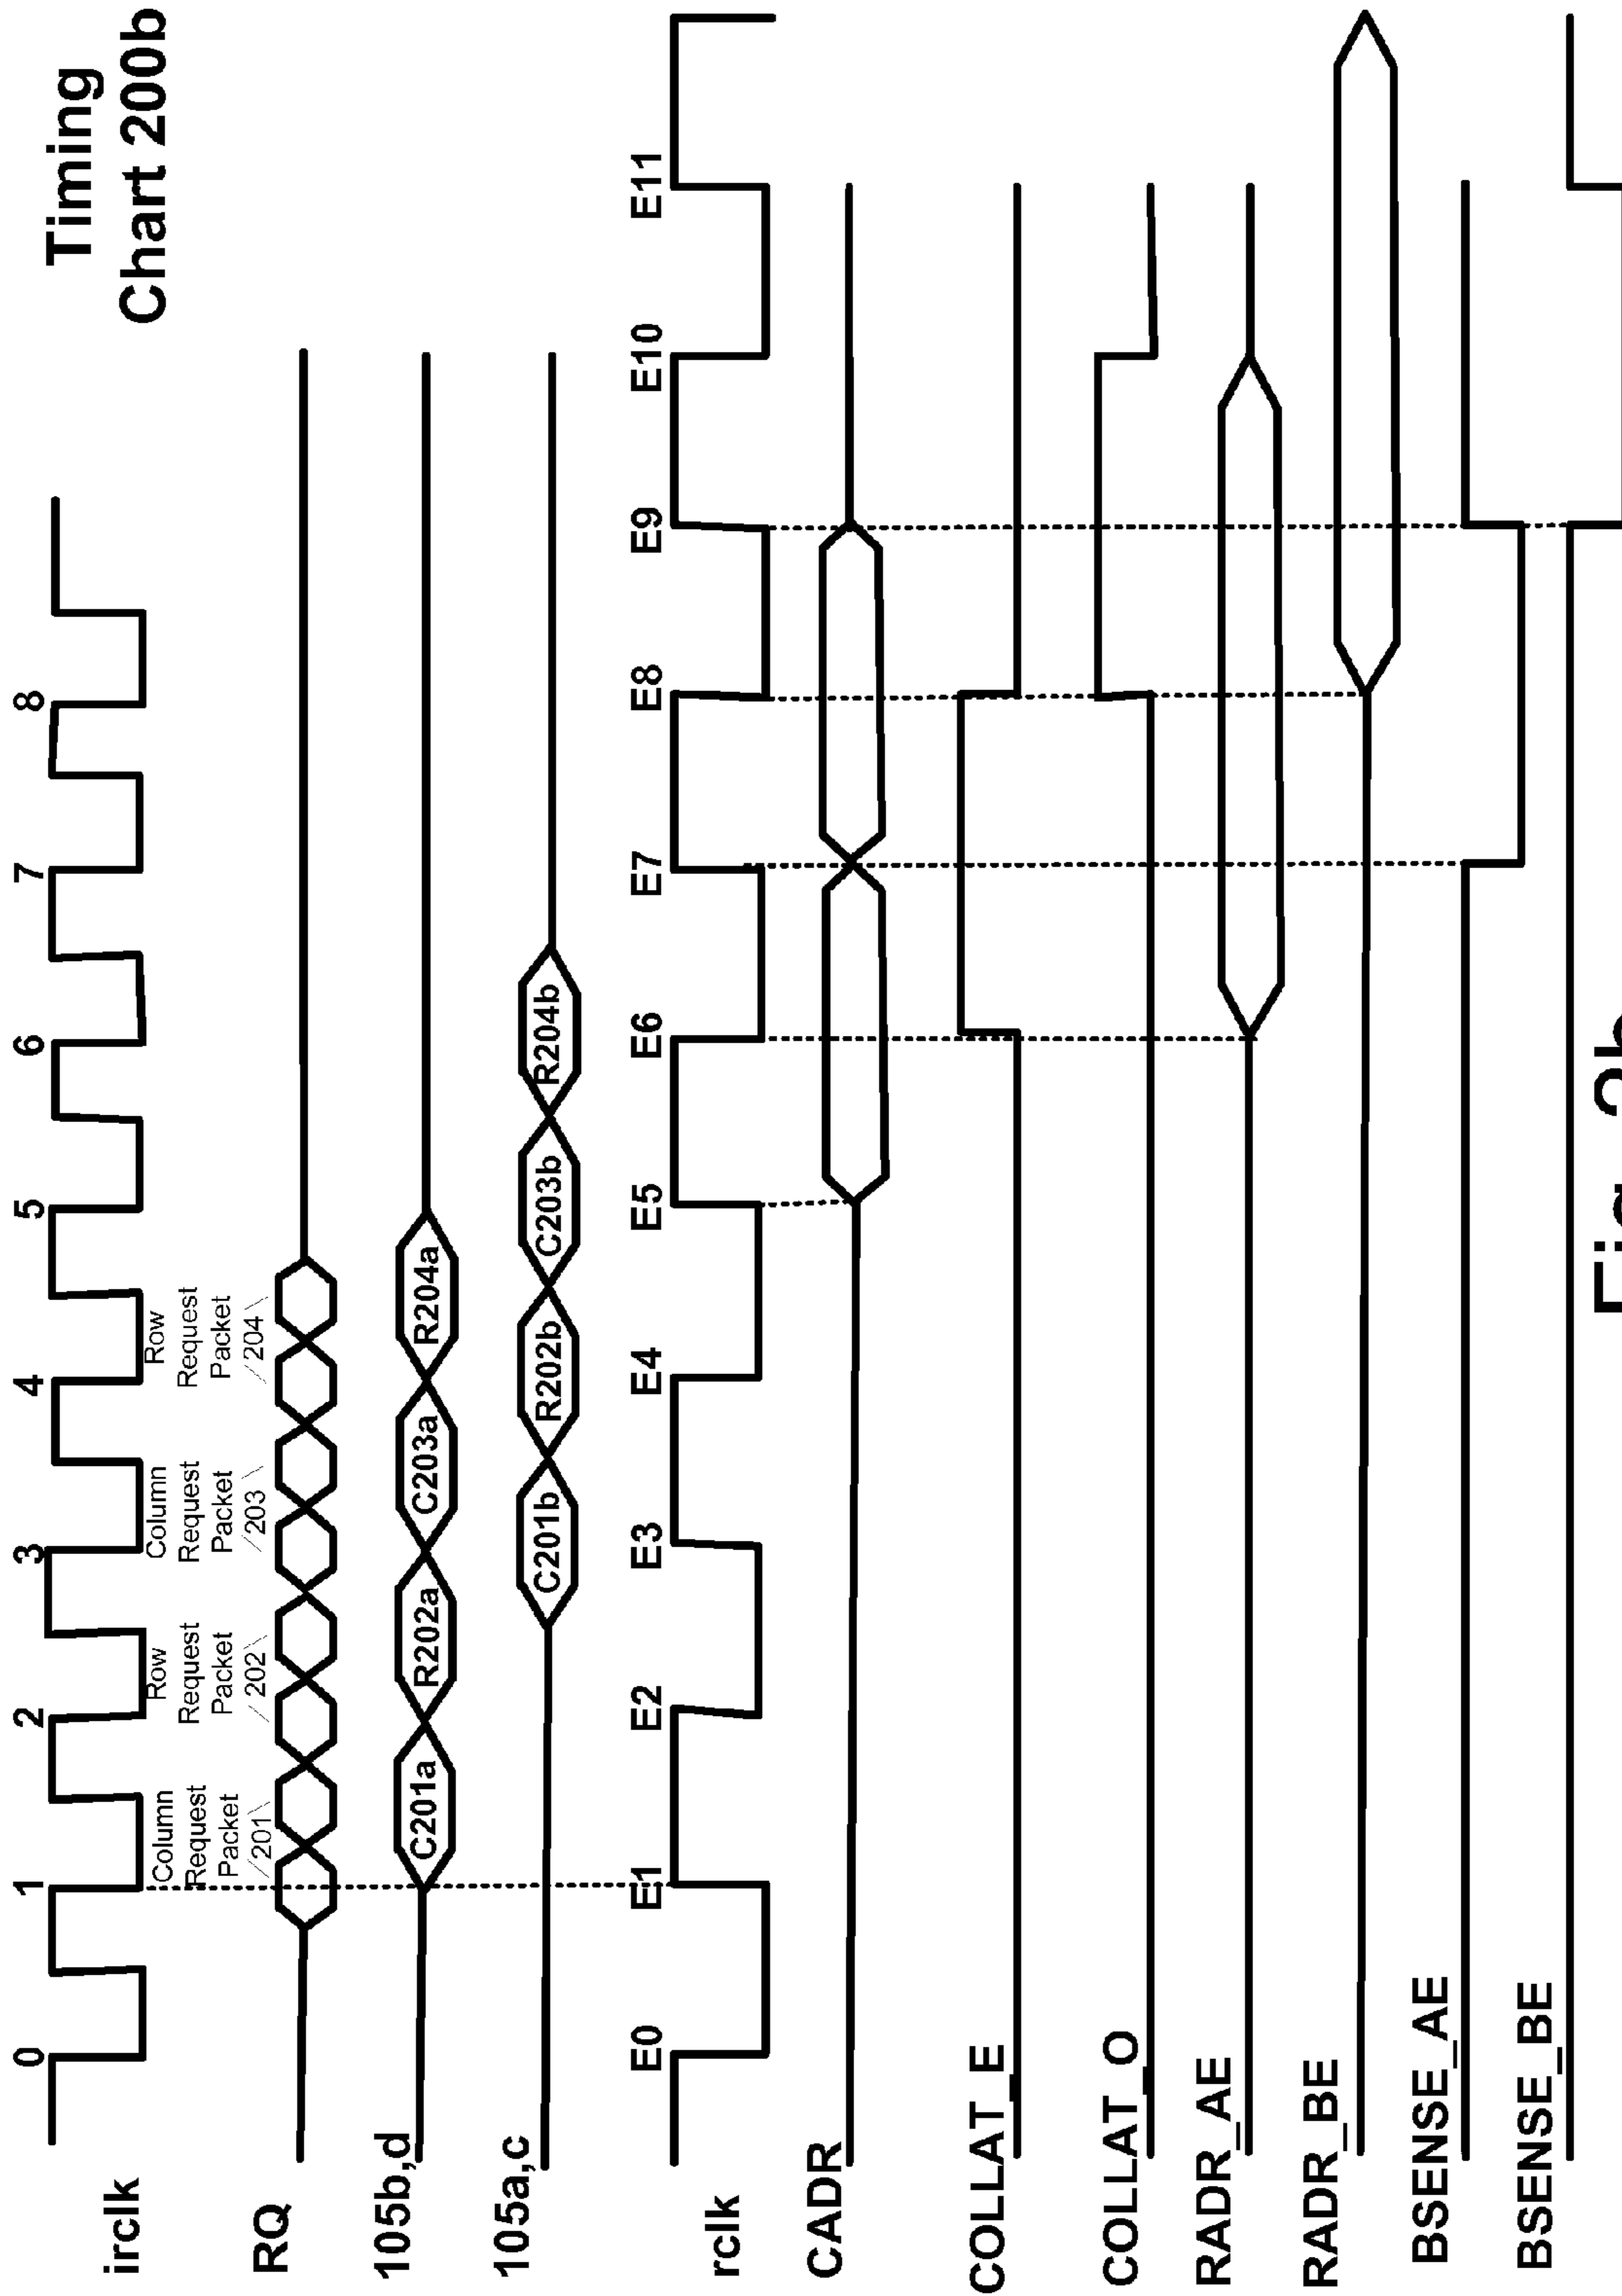 Timing
Chart 200b
0 1 2 3 4 5 6 7 8
irclk
Column
Request
Packet
201
Row
Request
Packet
202
Column
Request
Packet
203
Row
Request
Packet
204
RQ
105b,d
C201a R202a C203a R204a
105a,c
C201b R202b C203b R204b
E0 E1 E2 E3 E4 E5 E6 E7 E8 E9 E10 E11
rclk
CADR
COLLAT_E
COLLAT_O
RADR_AE
RADR_BE
BSENSE_AE
BSENSE_BE
Fig. 2b